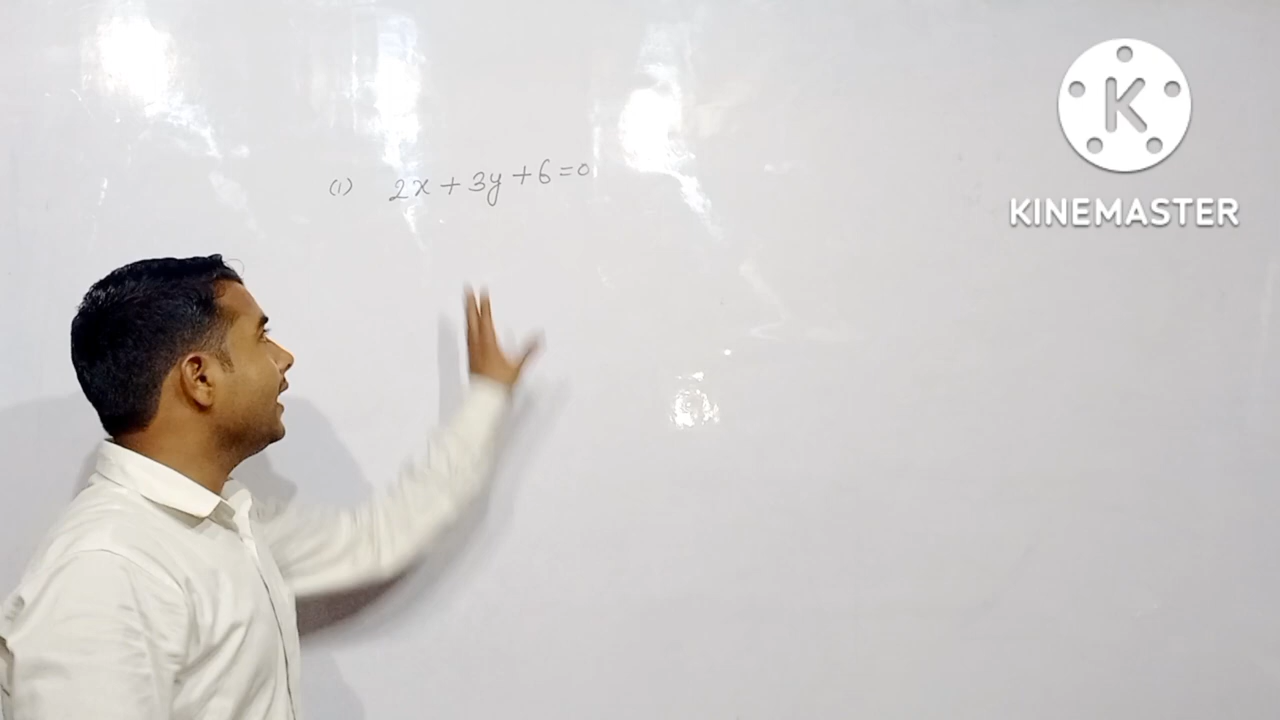 (1) 2x + 3y + 6 = 0
K
KINEMASTER